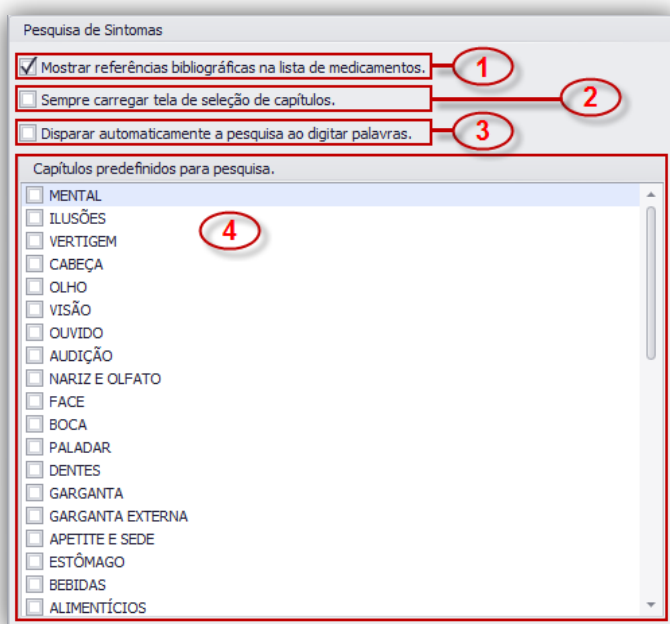 Pesquisa de Sintomas
Mostrar referências bibliográficas na lista de medicamentos. 1
Sempre carregar tela de seleção de capítulos. 2
Disparar automaticamente a pesquisa ao digitar palavras. 3
Capítulos predefinidos para pesquisa.
MENTAL
ILUSÕES
4
VERTIGEM
CABEÇA
OLHO
VISÃO
OUVIDO
AUDIÇÃO
NARIZ E OLFATO
FACE
BOCA
PALADAR
DENTES
GARGANTA
GARGANTA EXTERNA
APETITE E SEDE
ESTÔMAGO
BEBIDAS
ALIMENTÍCIOS